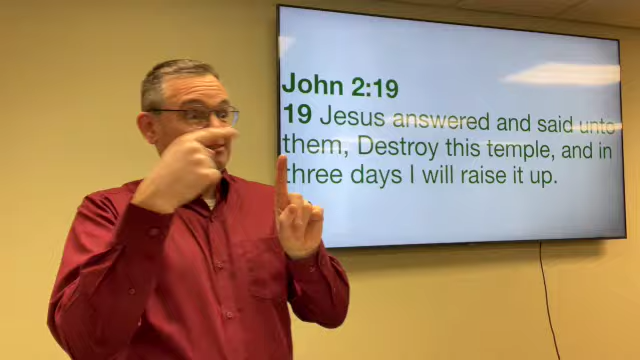 John 2:19
19 Jesus answered and said unto
them, Destroy this temple, and in
three days I will raise it up.